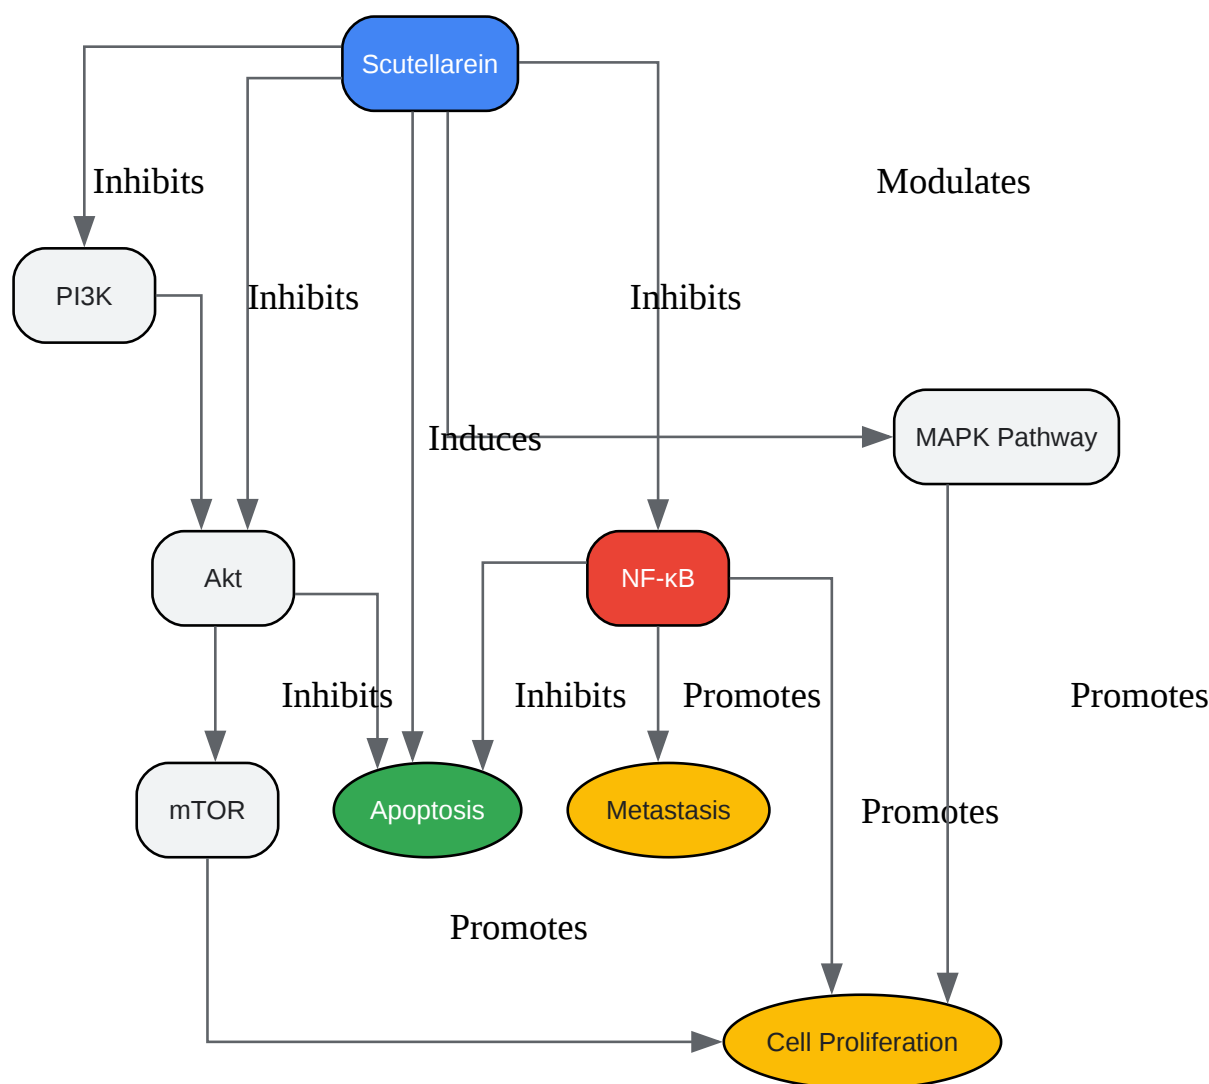 Scutellarein
Inhibits
Modulates
PI3K
Inhibits
Inhibits
Induces
MAPK Pathway
Akt
NF-κB
Inhibits
Inhibits
Promotes
Promotes
mTOR
Apoptosis
Metastasis
Promotes
Promotes
Cell Proliferation